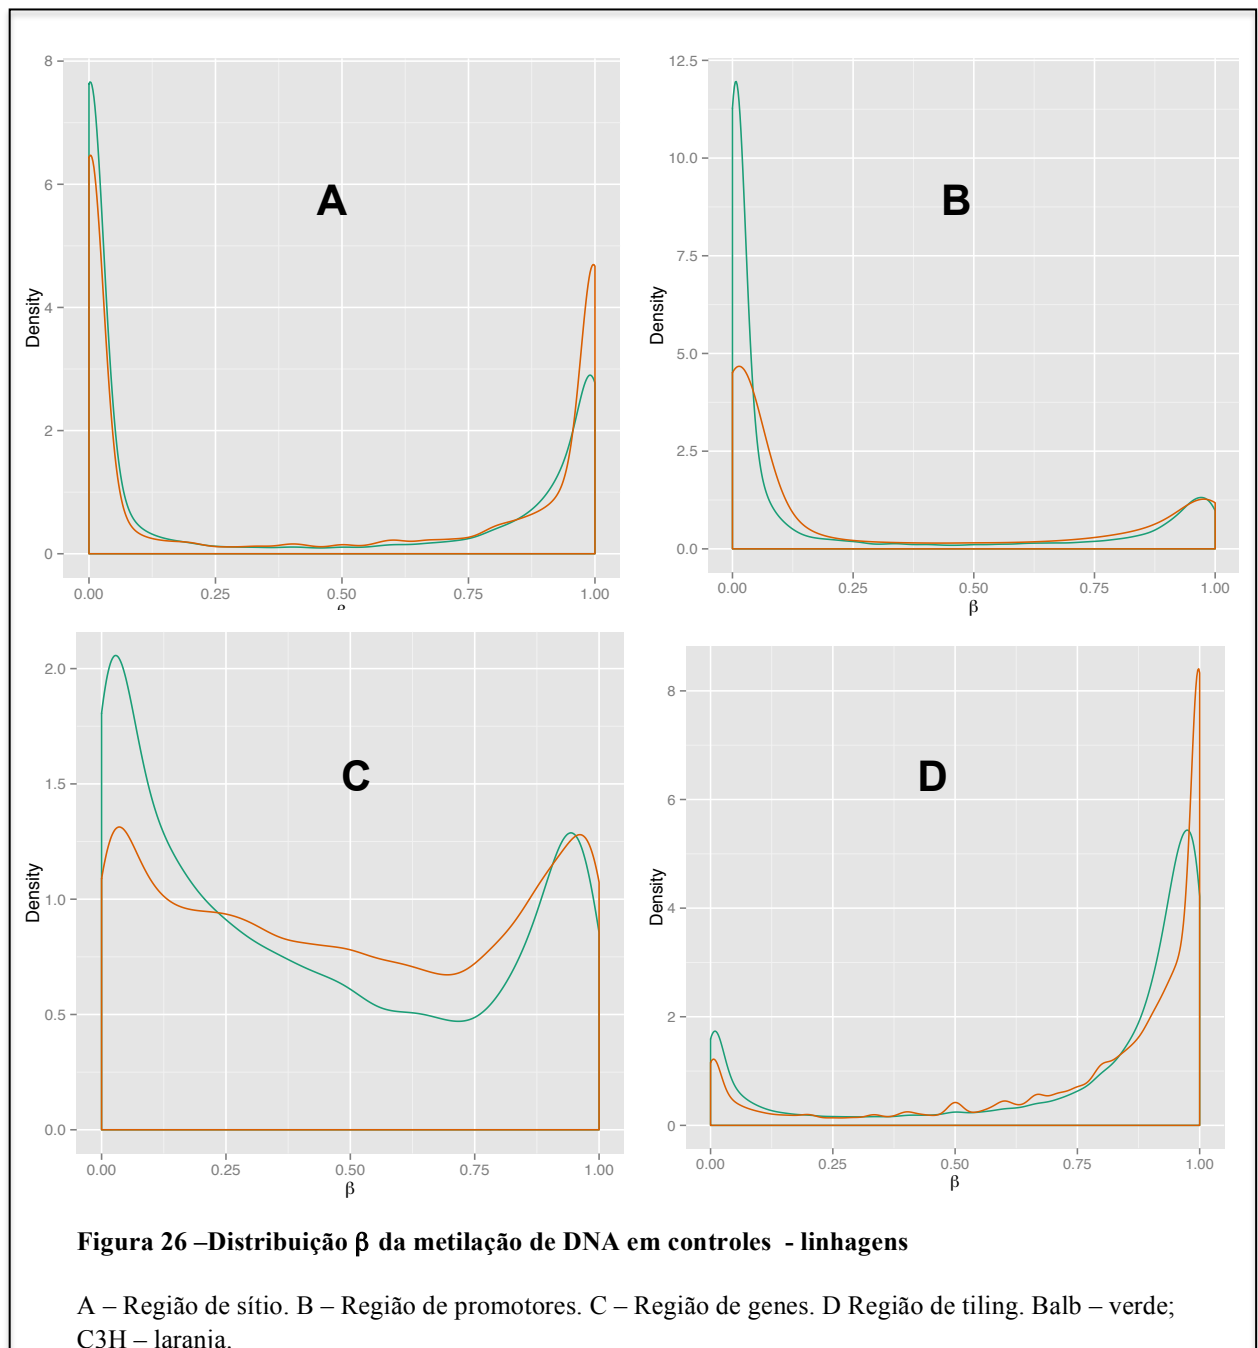 8
6
4
2
0
Density
A
0.00 0.25 0.50 0.75 1.00
12.5
10.0
7.5
5.0
2.5
0.0
Density
B
0.00 0.25 0.50 0.75 1.00
β
2.0
1.5
1.0
0.5
0.0
Density
C
0.00 0.25 0.50 0.75 1.00
β
8
6
4
2
0
Density
D
0.00 0.25 0.50 0.75 1.00
β
Figura 26 –Distribuição β da metilação de DNA em controles - linhagens
A – Região de sítio. B – Região de promotores. C – Região de genes. D Região de tiling. Balb – verde;
C3H – laranja.